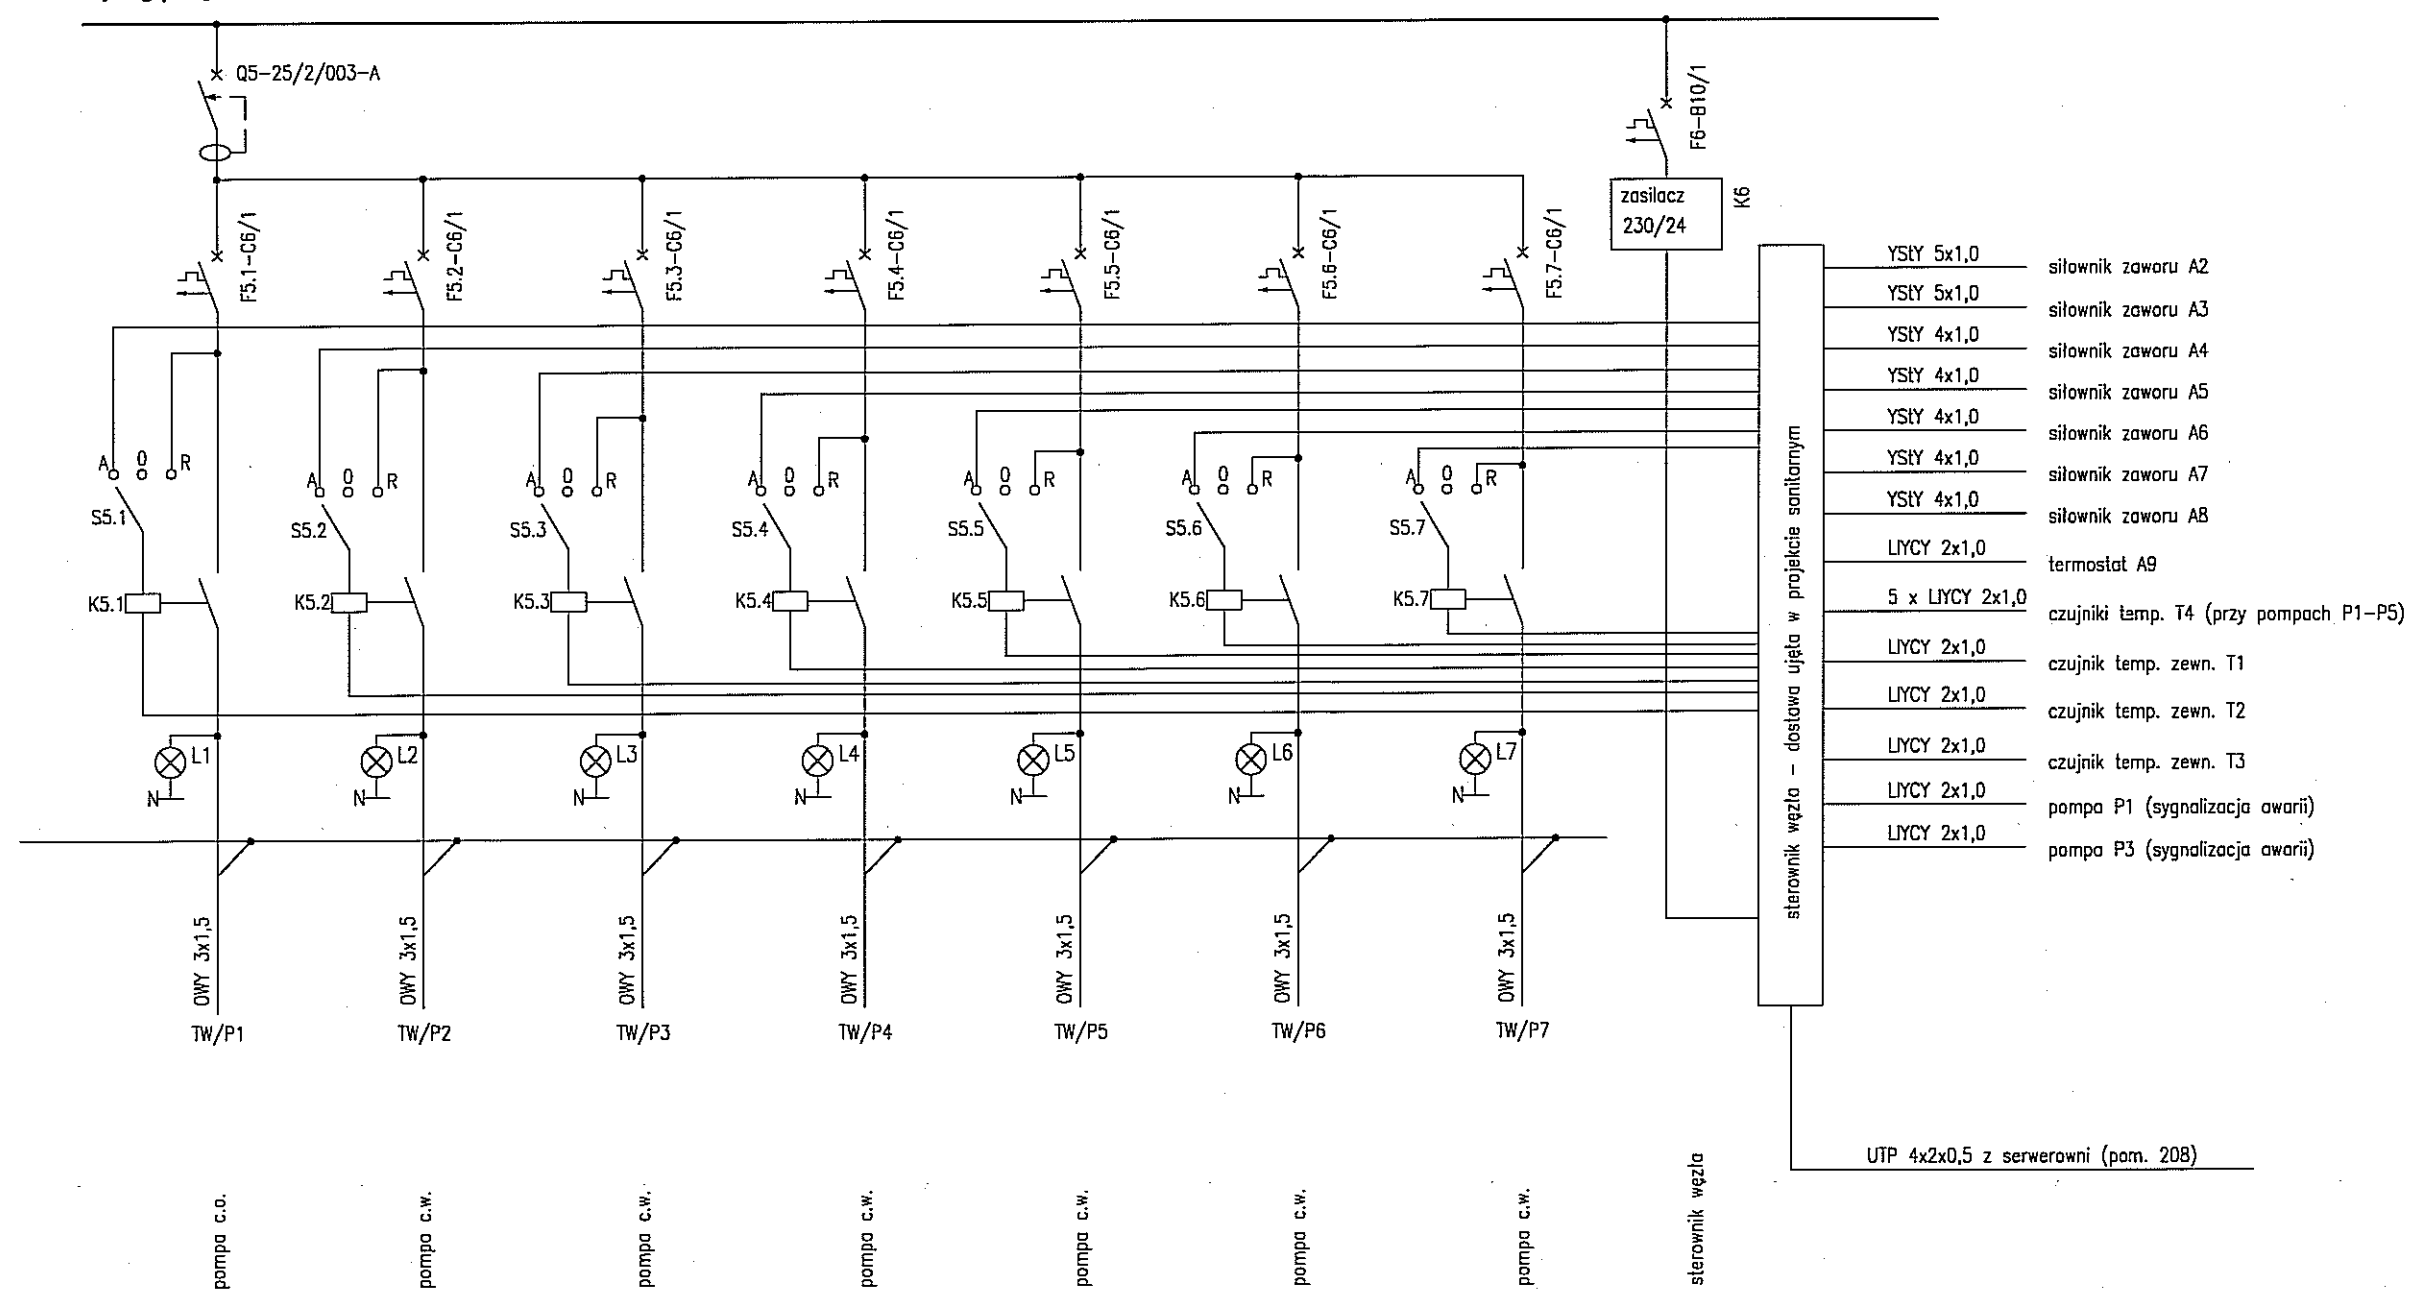 Q5-25/2/003-A
F6-B10/1
zasilacz
230/24
K6
F5.1-C6/1
F5.2-C6/1
F5.3-C6/1
F5.4-C6/1
F5.5-C6/1
F5.6-C6/1
F5.7-C6/1
A 0 R
A 0 R
A 0 R
A 0 R
A 0 R
A 0 R
A 0 R
S5.1
S5.2
S5.3
S5.4
S5.5
S5.6
S5.7
K5.1
K5.2
K5.3
K5.4
K5.5
K5.6
K5.7
L1
L2
L3
L4
L5
L6
L7
N
N
N
N
N
N
N
OWY 3x1,5
OWY 3x1,5
OWY 3x1,5
OWY 3x1,5
OWY 3x1,5
OWY 3x1,5
OWY 3x1,5
TW/P1
TW/P2
TW/P3
TW/P4
TW/P5
TW/P6
TW/P7
pompa c.o.
pompa c.w.
pompa c.w.
pompa c.w.
pompa c.w.
pompa c.w.
pompa c.w.
sterownik węzła
sterownik węzła - dostawa ujęta w projekcie sanitarnym
YStY 5x1,0 siłownik zaworu A2
YStY 5x1,0 siłownik zaworu A3
YStY 4x1,0 siłownik zaworu A4
YStY 4x1,0 siłownik zaworu A5
YStY 4x1,0 siłownik zaworu A6
YStY 4x1,0 siłownik zaworu A7
YStY 4x1,0 siłownik zaworu A8
LIYCY 2x1,0 termostat A9
5 x LIYCY 2x1,0 czujniki temp. T4 (przy pompach P1-P5)
LIYCY 2x1,0 czujnik temp. zewn. T1
LIYCY 2x1,0 czujnik temp. zewn. T2
LIYCY 2x1,0 czujnik temp. zewn. T3
LIYCY 2x1,0 pompa P1 (sygnalizacja awarii)
LIYCY 2x1,0 pompa P3 (sygnalizacja awarii)
UTP 4x2x0,5 z serwerowni (pom. 208)